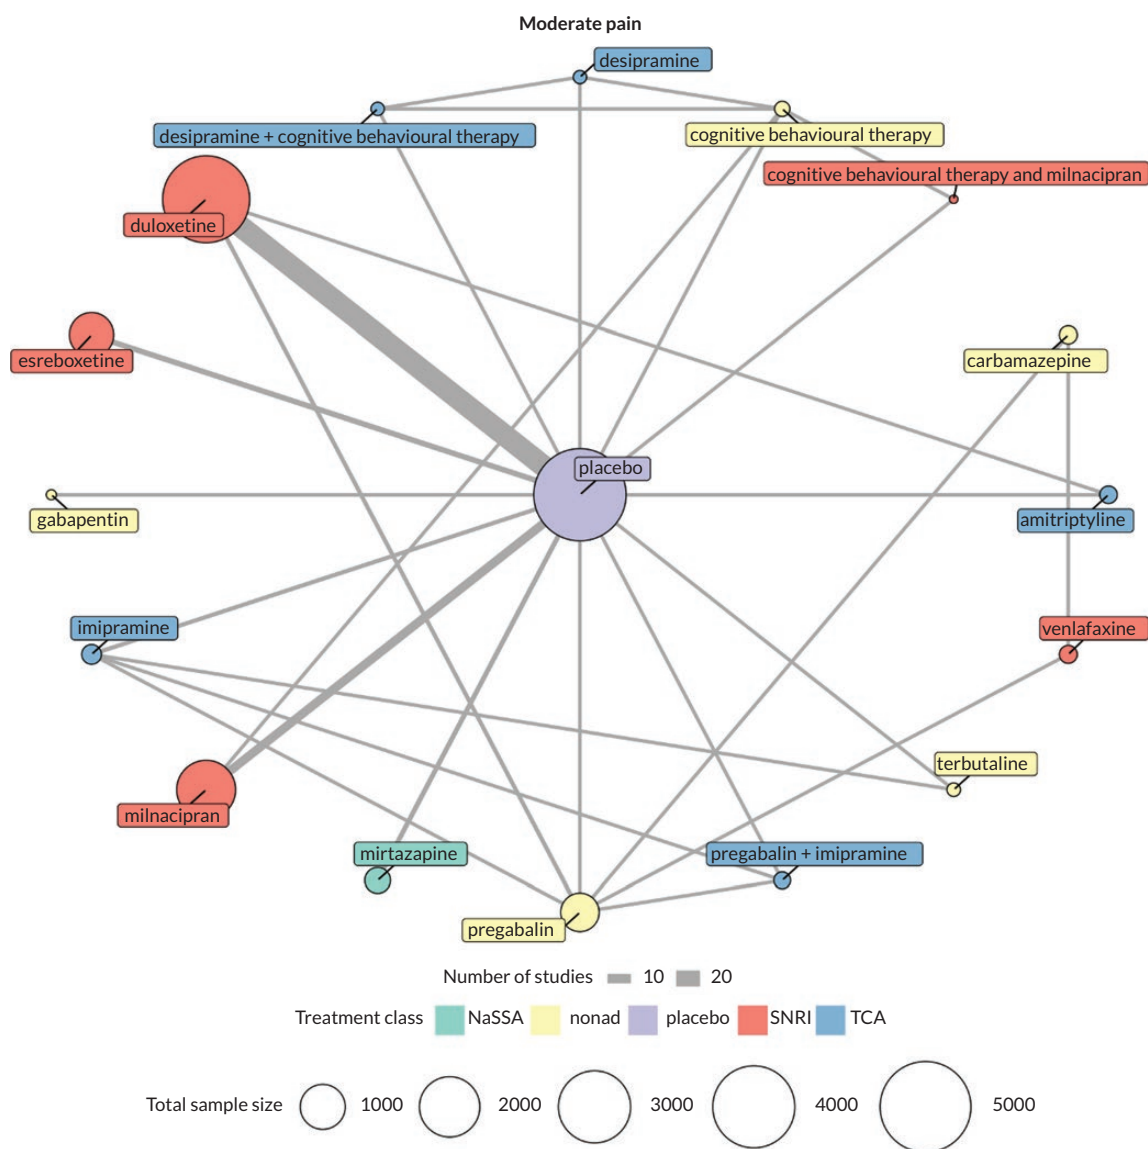 Moderate pain
desipramine
desipramine + cognitive behavioural therapy
cognitive behavioural therapy
cognitive behavioural therapy and milnacipran
duloxetine
esreboxetine
carbamazepine
placebo
gabapentin
amitriptyline
imipramine
venlafaxine
terbutaline
milnacipran
mirtazapine
pregabalin + imipramine
pregabalin
Number of studies 10 20
Treatment class NaSSA nonad placebo SNRI TCA
Total sample size 1000 2000 3000 4000 5000